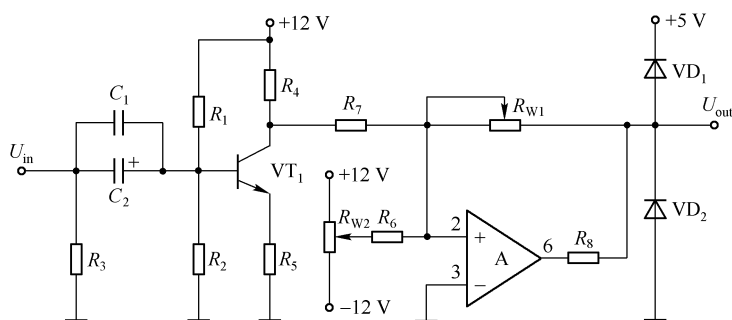 +12 V
+5 V
C1
R1
R4
R7
RW1
VD1
Uout
Uin
+
C2
VT1
+12 V
RW2
R6
2
+
6
R8
VD2
R3
R2
R5
A
3
−
−12 V